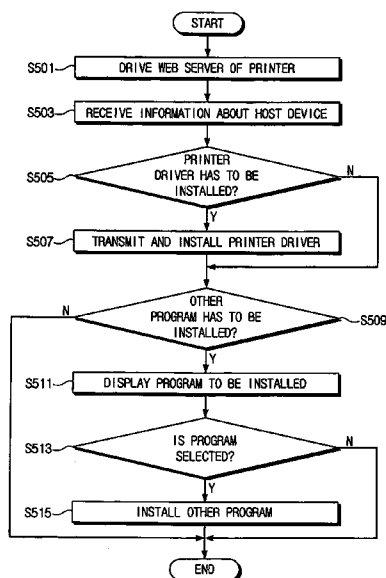 START
S501
DRIVE WEB SERVER OF PRINTER
S503
RECEIVE INFORMATION ABOUT HOST DEVICE
S505
PRINTER
DRIVER HAS TO BE
INSTALLED?
N
Y
S507
TRANSMIT AND INSTALL PRINTER DRIVER
N
OTHER
PROGRAM HAS TO BE
INSTALLED?
S509
Y
S511
DISPLAY PROGRAM TO BE INSTALLED
S513
IS PROGRAM
SELECTED?
N
Y
S515
INSTALL OTHER PROGRAM
END